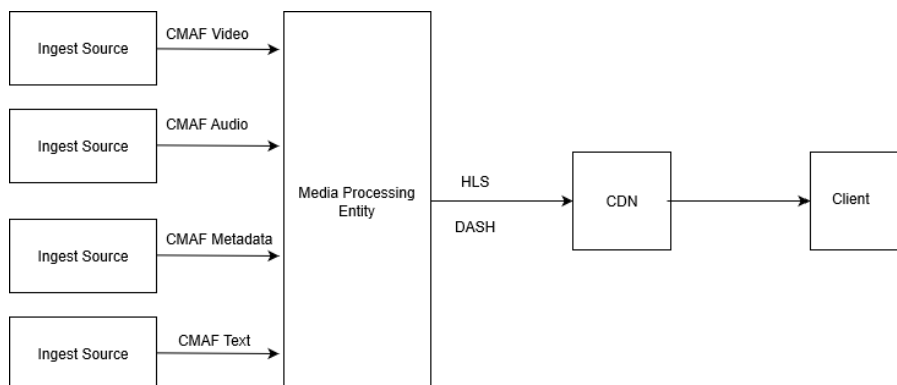 Ingest Source
CMAF Video
Ingest Source
CMAF Audio
Ingest Source
CMAF Metadata
Ingest Source
CMAF Text
Media Processing
Entity
HLS
DASH
CDN
Client